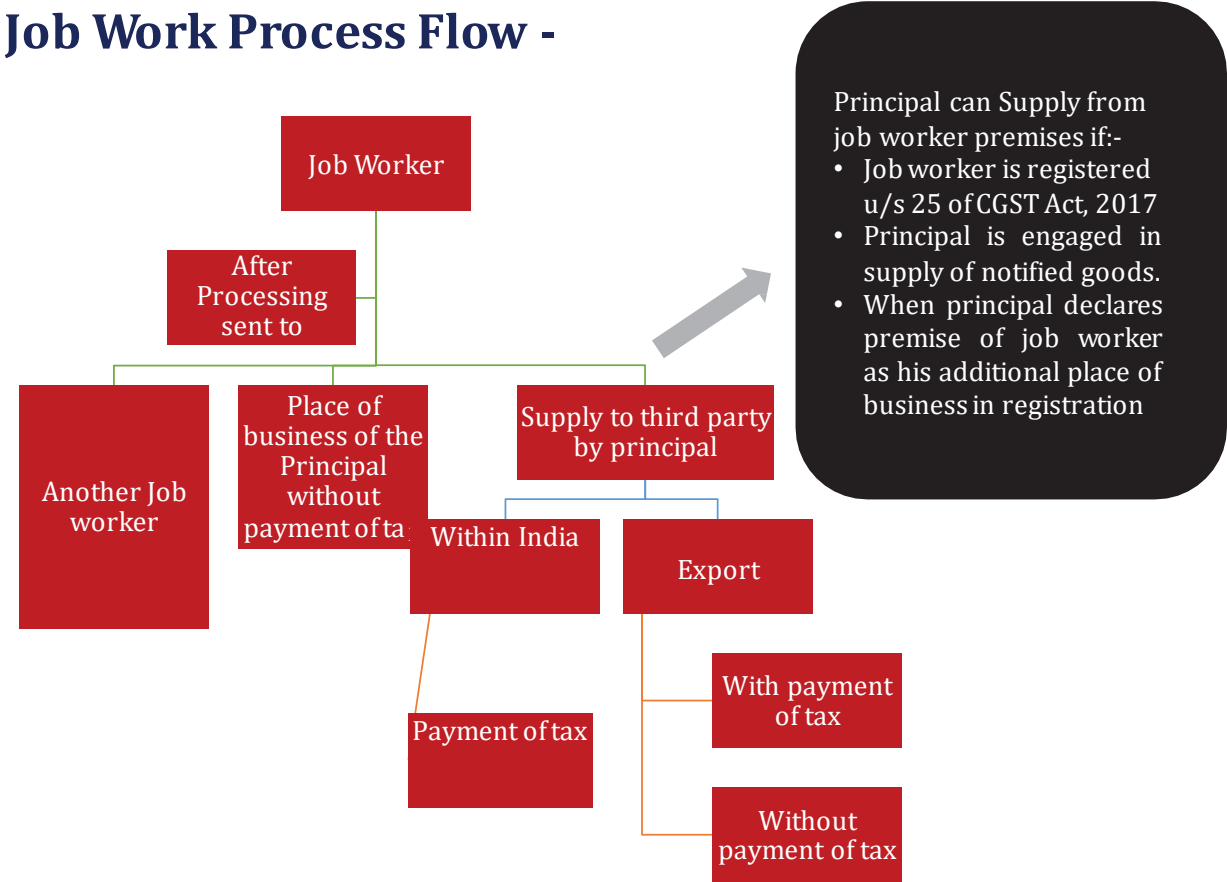 Job Work Process Flow -
Principal can Supply from
job worker premises if:-
• Job worker is registered
u/s 25 of CGST Act, 2017
• Principal is engaged in
supply of notified goods.
• When principal declares
premise of job worker
as his additional place of
business in registration
Job Worker
After
Processing
sent to
Another Job
worker
Place of
business of the
Principal
without
payment of ta
Supply to third party
by principal
Within India
Export
Payment of tax
With payment
of tax
Without
payment of tax